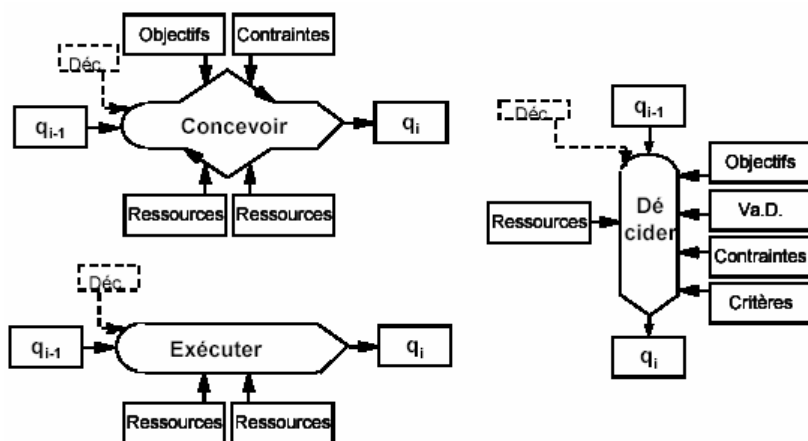 Objectifs
Contraintes
Déc.
qi-1
Concevoir
qi
Ressources
Ressources
Déc.
qi-1
Exécuter
qi
Ressources
Ressources
qi-1
Déc.
Objectifs
Dé
cider
Va.D.
Ressources
Contraintes
Critères
qi